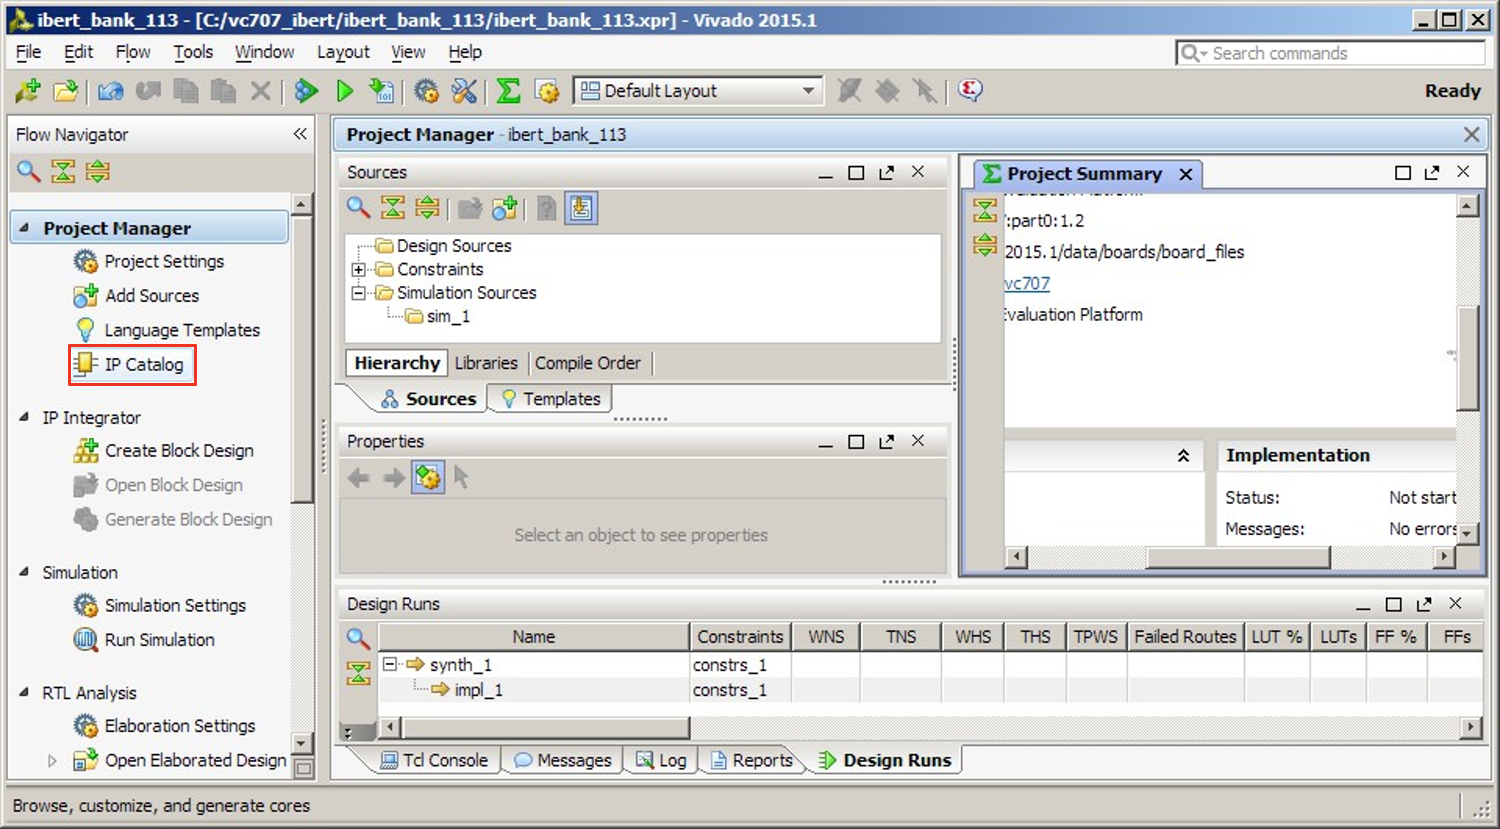 ibert_bank_113 - [C:/vc707_ibert/ibert_bank_113/ibert_bank_113.xpr] - Vivado 2015.1
File Edit Flow Tools Window Layout View Help
Search commands
Default Layout
Ready
Flow Navigator
Project Manager
Project Settings
Add Sources
Language Templates
IP Catalog
IP Integrator
Create Block Design
Open Block Design
Generate Block Design
Simulation
Simulation Settings
Run Simulation
RTL Analysis
Elaboration Settings
Open Elaborated Design
Project Manager - ibert_bank_113
Sources
Design Sources
Constraints
Simulation Sources
sim_1
Hierarchy Libraries Compile Order
Sources Templates
Properties
Select an object to see properties
Project Summary
:part0:1.2
2015.1/data/boards/board_files
vc707
Evaluation Platform
Implementation
Status: Not start
Messages: No errors
Design Runs
Name Constraints WNS TNS WHS THS TPWS Failed Routes LUT % LUTs FF % FFs
synth_1 constrs_1
impl_1 constrs_1
Tcl Console Messages Log Reports Design Runs
Browse, customize, and generate cores